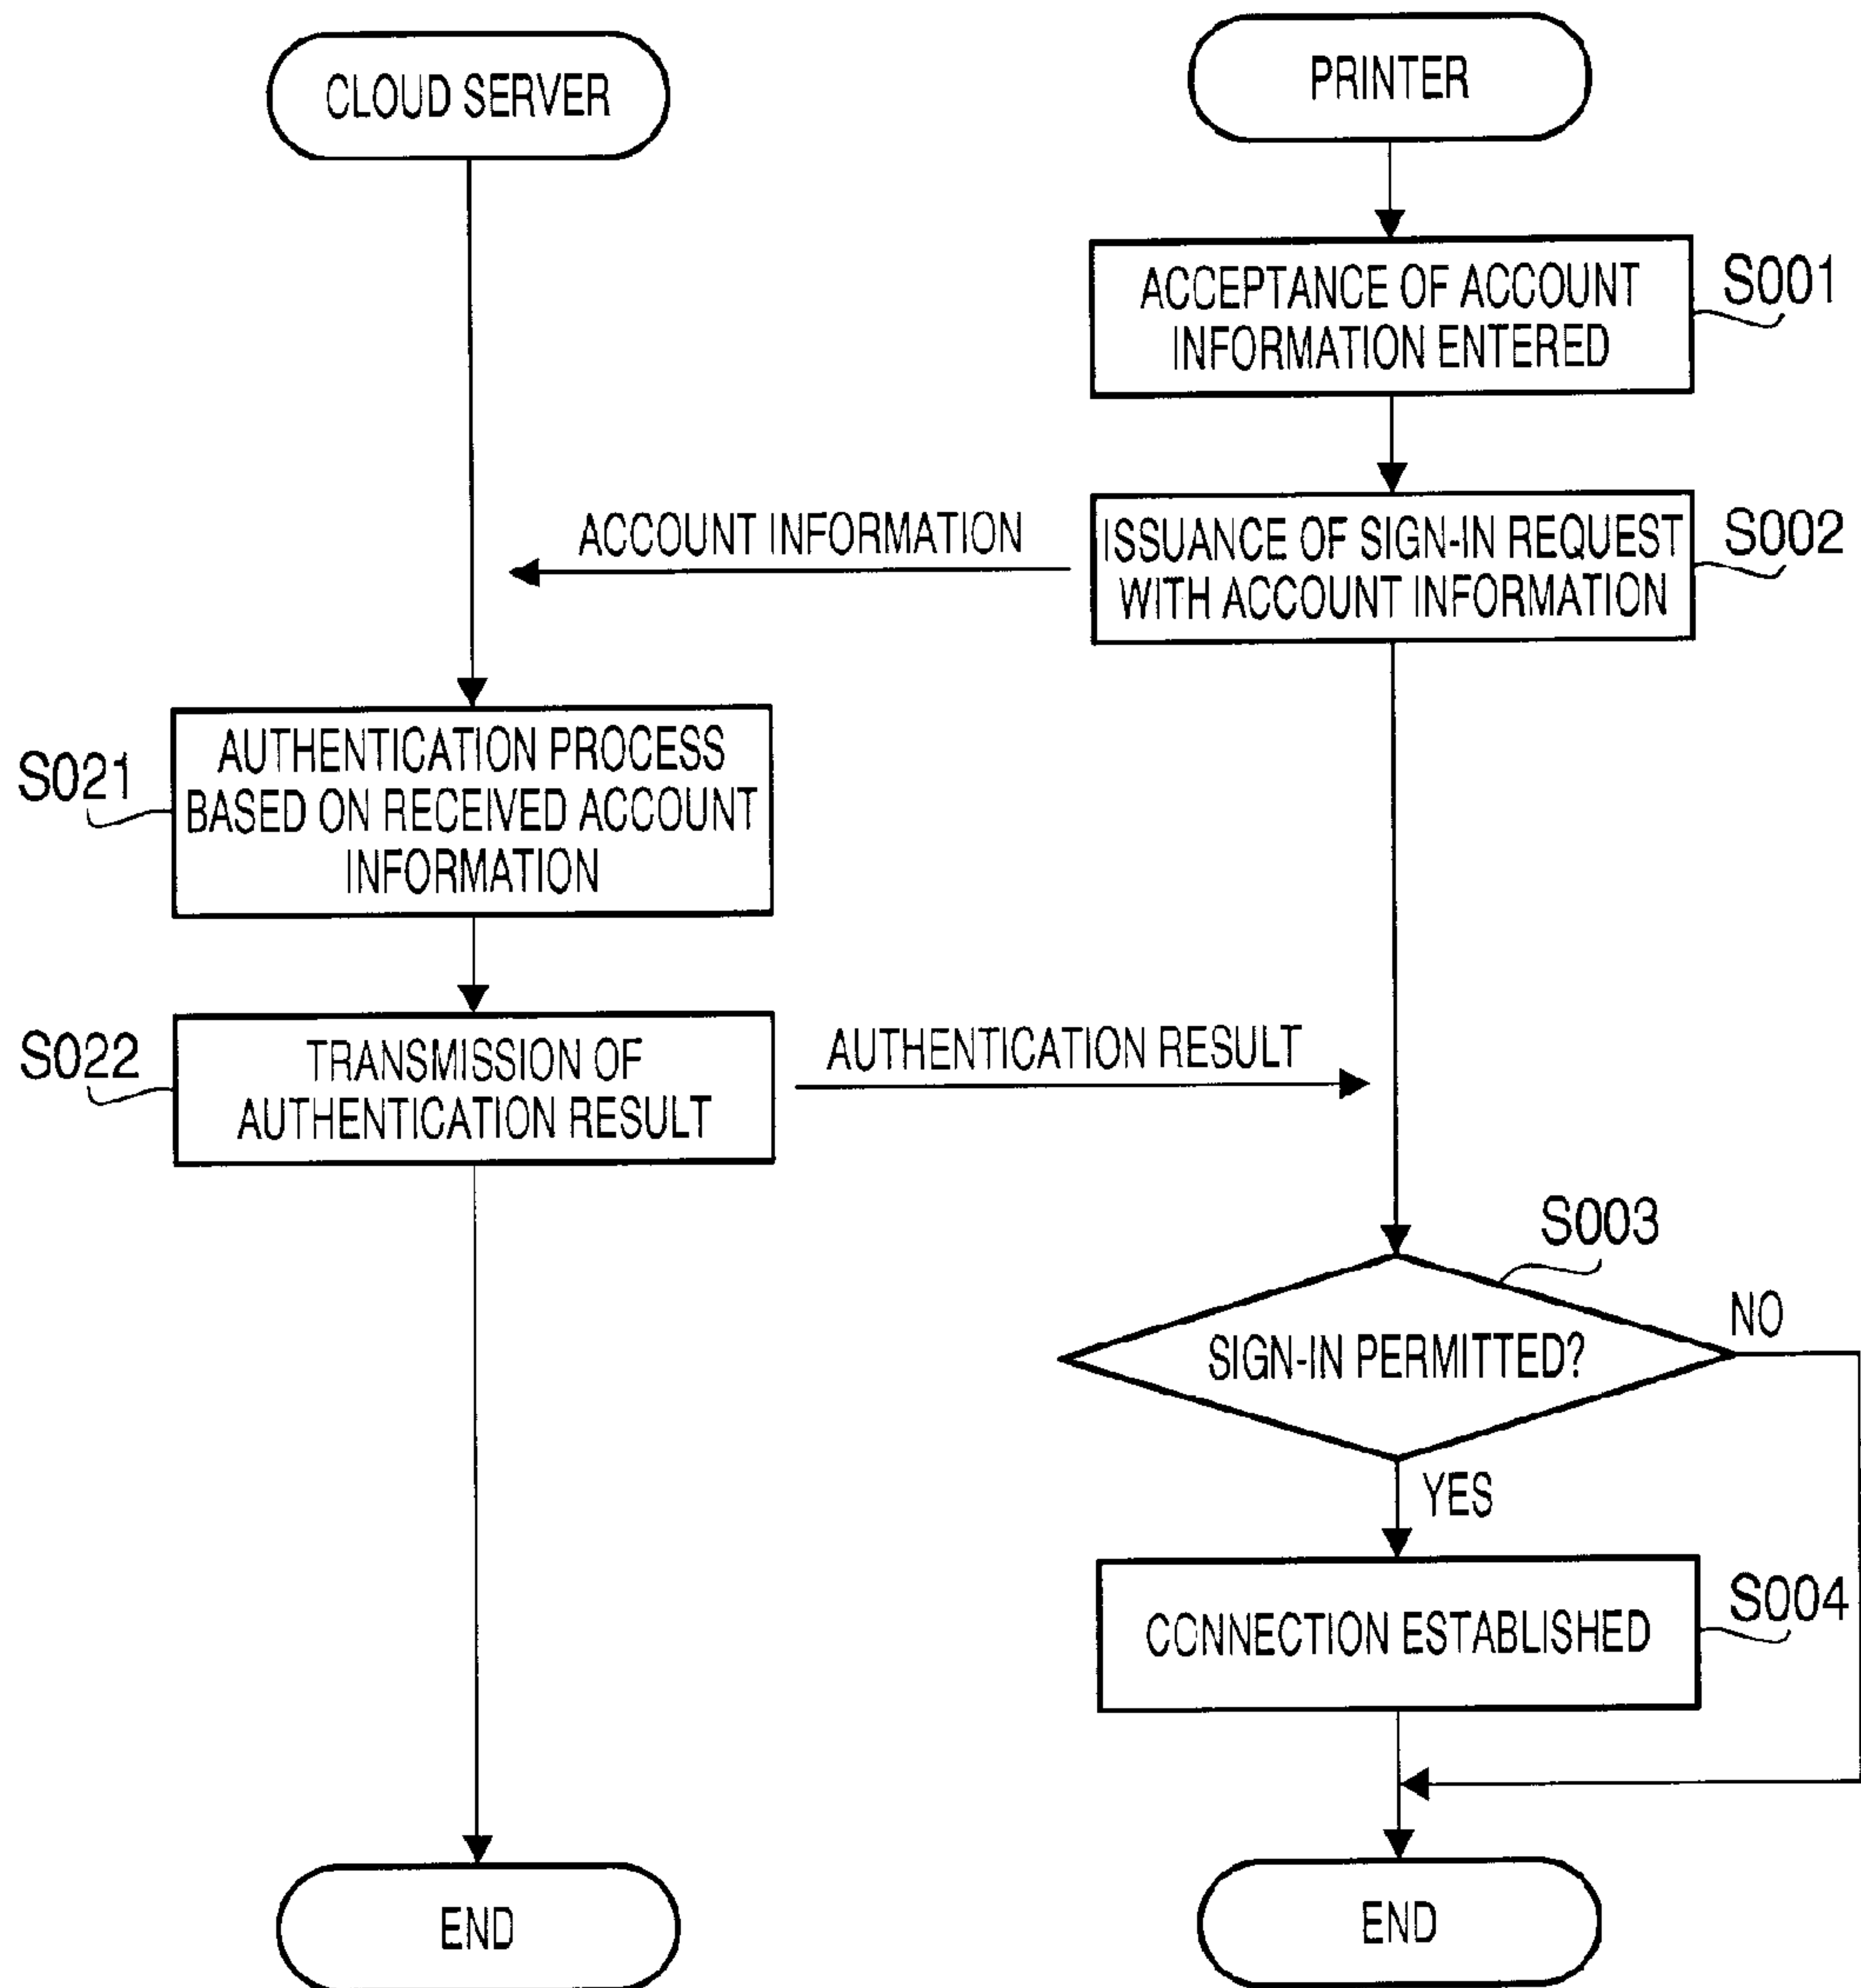 CLOUD SERVER
PRINTER
ACCEPTANCE OF ACCOUNT
INFORMATION ENTERED
S001
ACCOUNT INFORMATION
ISSUANCE OF SIGN-IN REQUEST
WITH ACCOUNT INFORMATION
S002
S021
AUTHENTICATION PROCESS
BASED ON RECEIVED ACCOUNT
INFORMATION
S022
TRANSMISSION OF
AUTHENTICATION RESULT
AUTHENTICATION RESULT
S003
SIGN-IN PERMITTED?
NO
YES
CONNECTION ESTABLISHED
S004
END
END